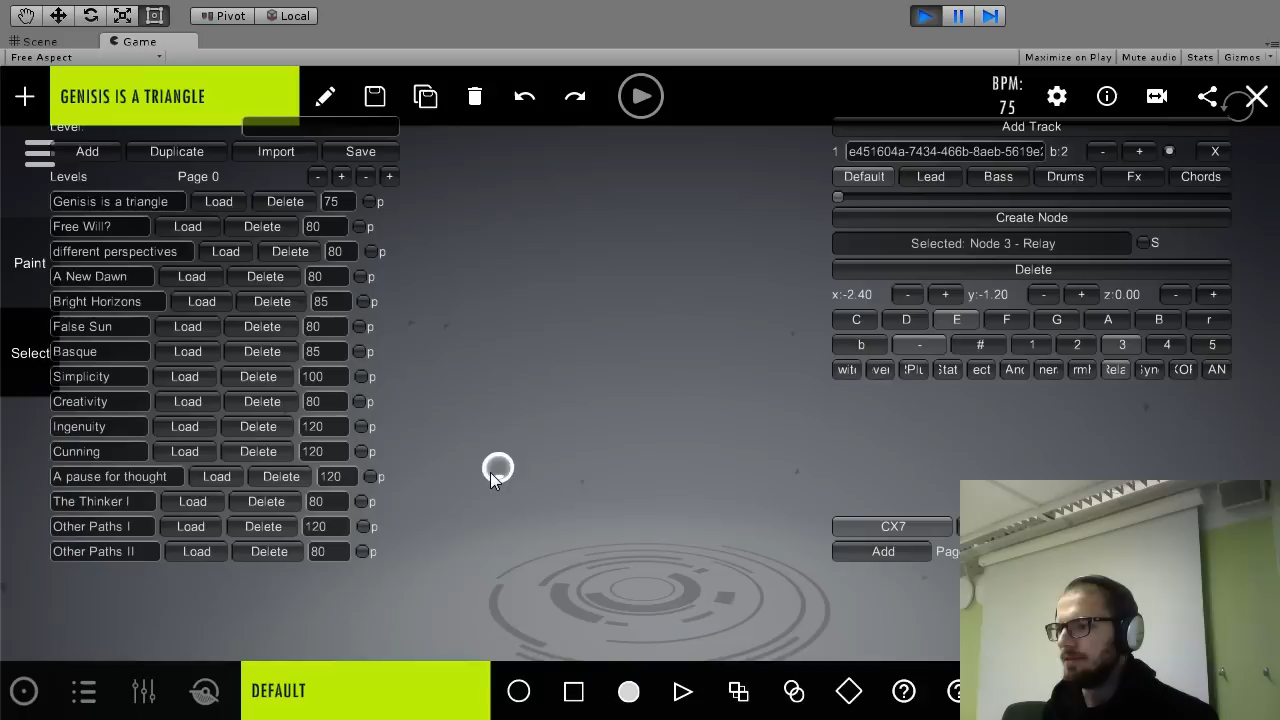 Pivot Local
Scene Game
Free Aspect Maximize on Play Mute audio Stats Gizmos
GENISIS IS A TRIANGLE BPM: 75
Level: Add Track
Add Duplicate Import Save 1 e451604a-7434-466b-8aeb-5619e b:2 - + X
Levels Page 0 - + - + Default Lead Bass Drums Fx Chords
Genisis is a triangle Load Delete 75 p
Create Node
Free Will? Load Delete 80 p
Selected: Node 3 - Relay S
different perspectives Load Delete 80 p
Paint
Delete
A New Dawn Load Delete 80 p
x:-2.40 - + y:-1.20 - + z:0.00 - +
Bright Horizons Load Delete 85 p
C D E F G A B r
False Sun Load Delete 80 p
b - # 1 2 3 4 5
Select Basque Load Delete 85 p
Simplicity Load Delete 100 p
Creativity Load Delete 80 p
Ingenuity Load Delete 120 p
Cunning Load Delete 120 p
A pause for thought Load Delete 120 p
The Thinker I Load Delete 80 p
Other Paths I Load Delete 120 p CX7
Other Paths II Load Delete 80 p Add Pag
DEFAULT